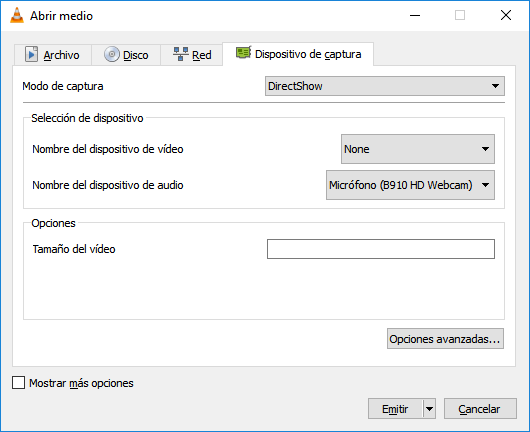 Abrir medio
Archivo Disco Red Dispositivo de captura
Modo de captura DirectShow
Selección de dispositivo
Nombre del dispositivo de vídeo None
Nombre del dispositivo de audio Micrófono (B910 HD Webcam)
Opciones
Tamaño del vídeo
Opciones avanzadas...
Mostrar más opciones
Emitir Cancelar